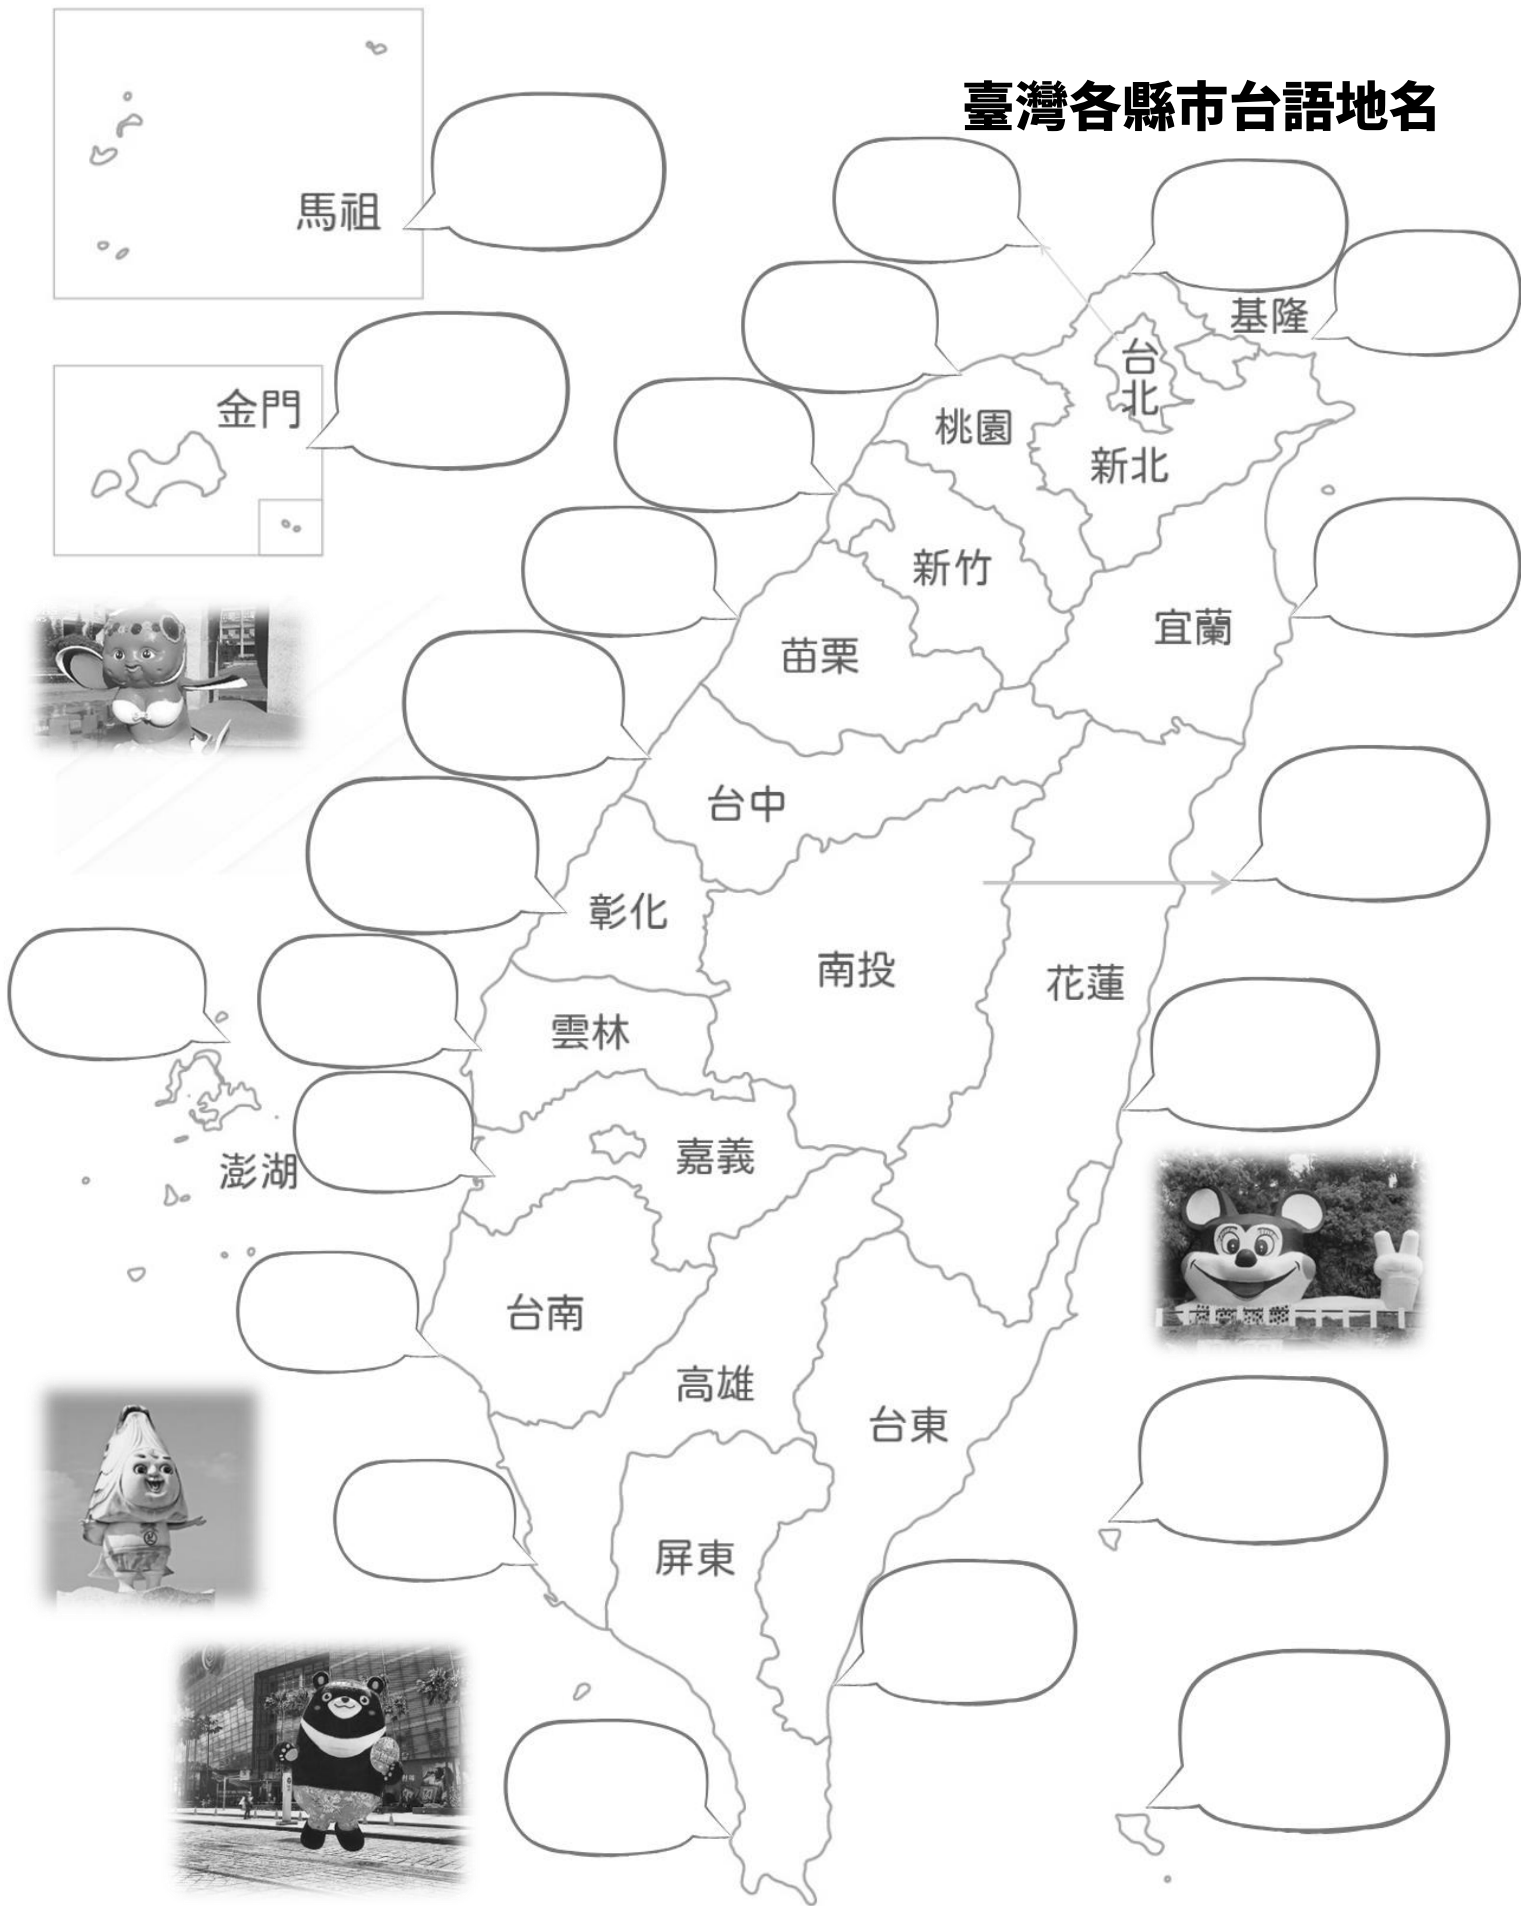 臺灣各縣市台語地名
馬祖
基隆
台北
金門
桃園
新北
新竹
宜蘭
苗栗
台中
彰化
南投
花蓮
雲林
嘉義
澎湖
台南
高雄
台東
屏東